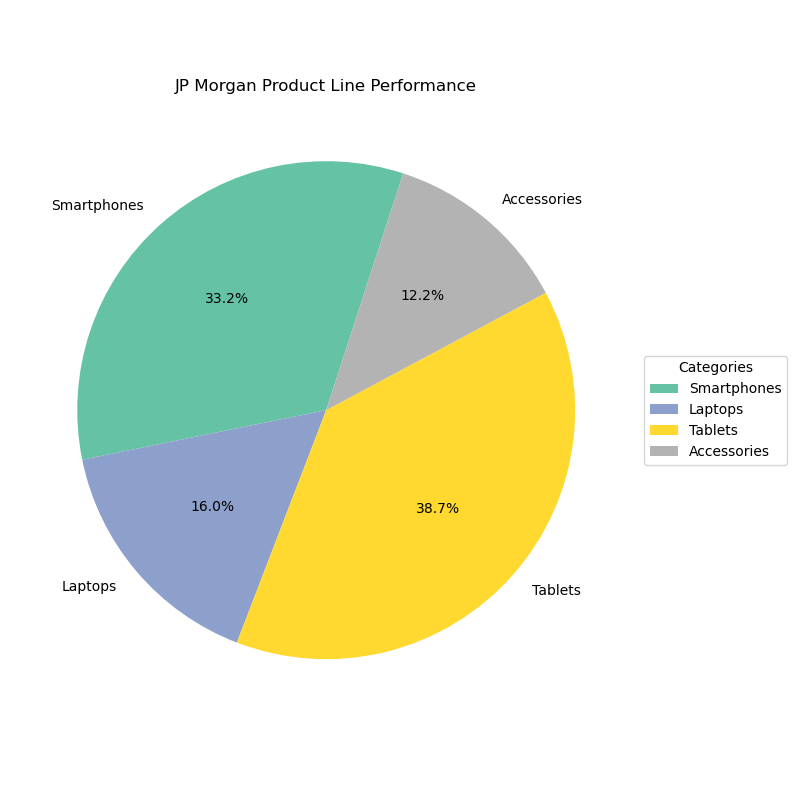 JP Morgan Product Line Performance
Smartphones
Accessories
33.2%
12.2%
16.0%
38.7%
Laptops
Tablets
Categories
Smartphones
Laptops
Tablets
Accessories